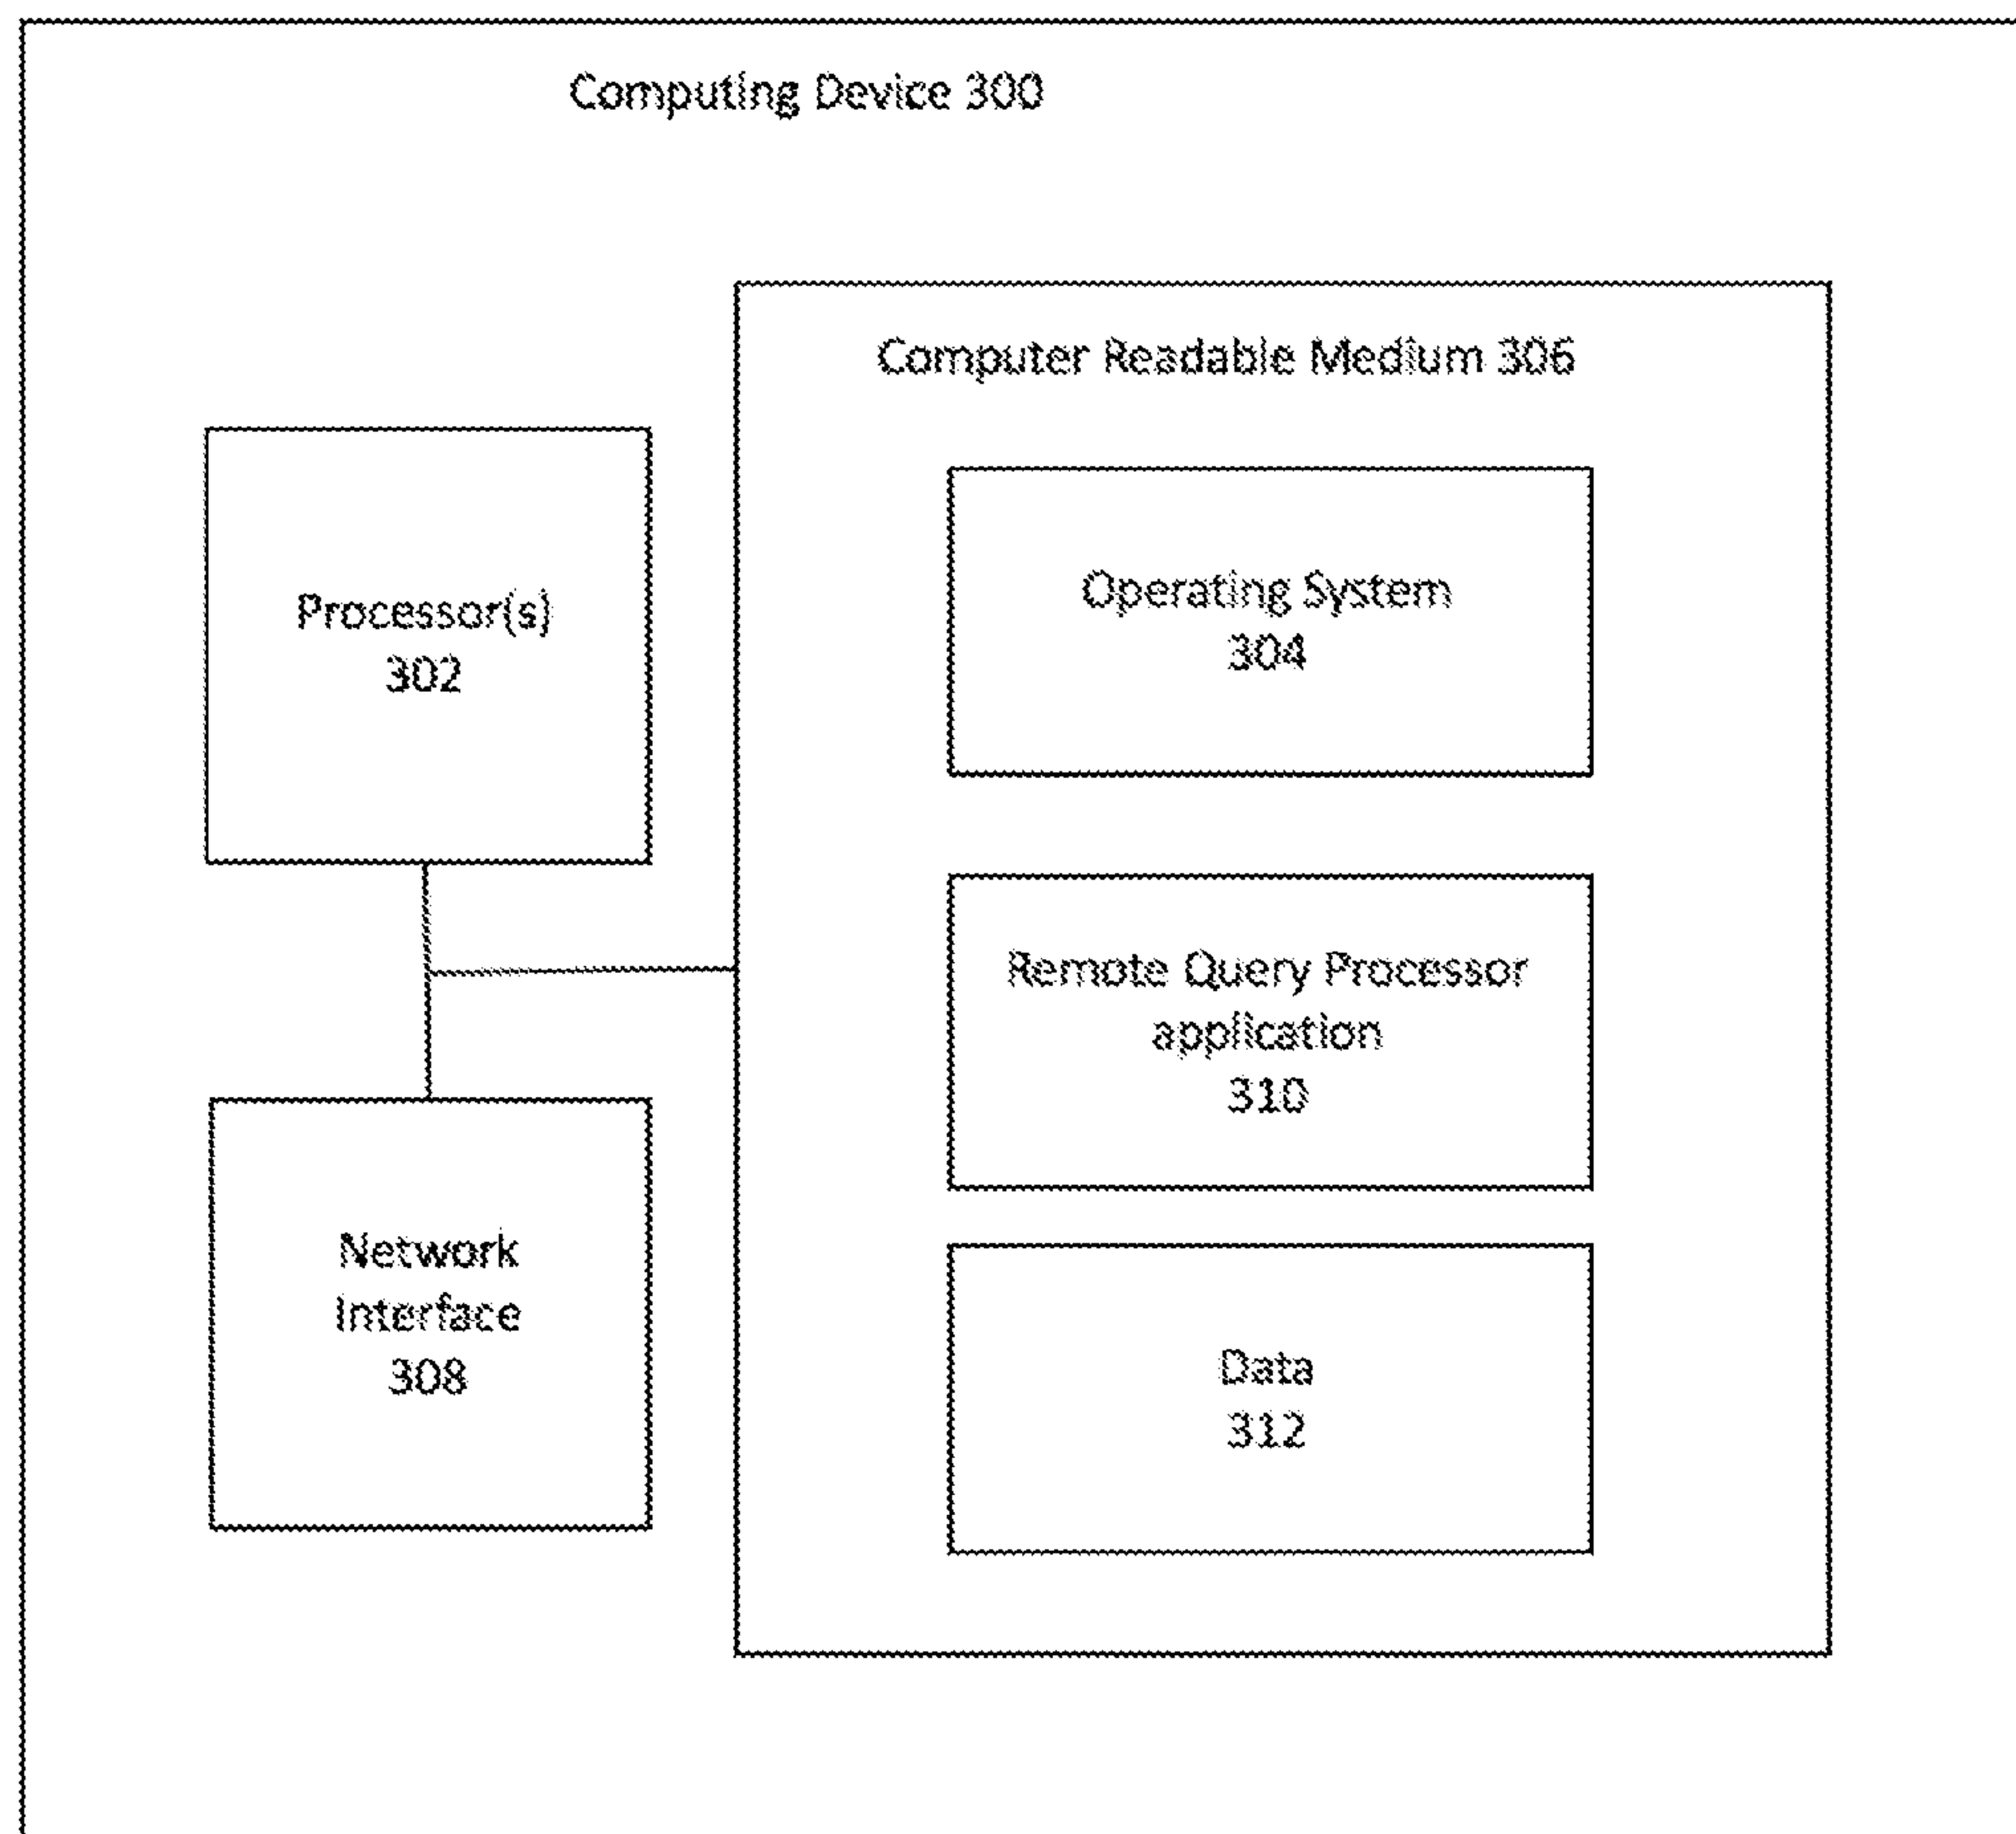 Computing Device 300
Computer Readable Medium 306
Processor(s)
302
Operating System
304
Remote Query Processor
application
310
Network
Interface
308
Data
312